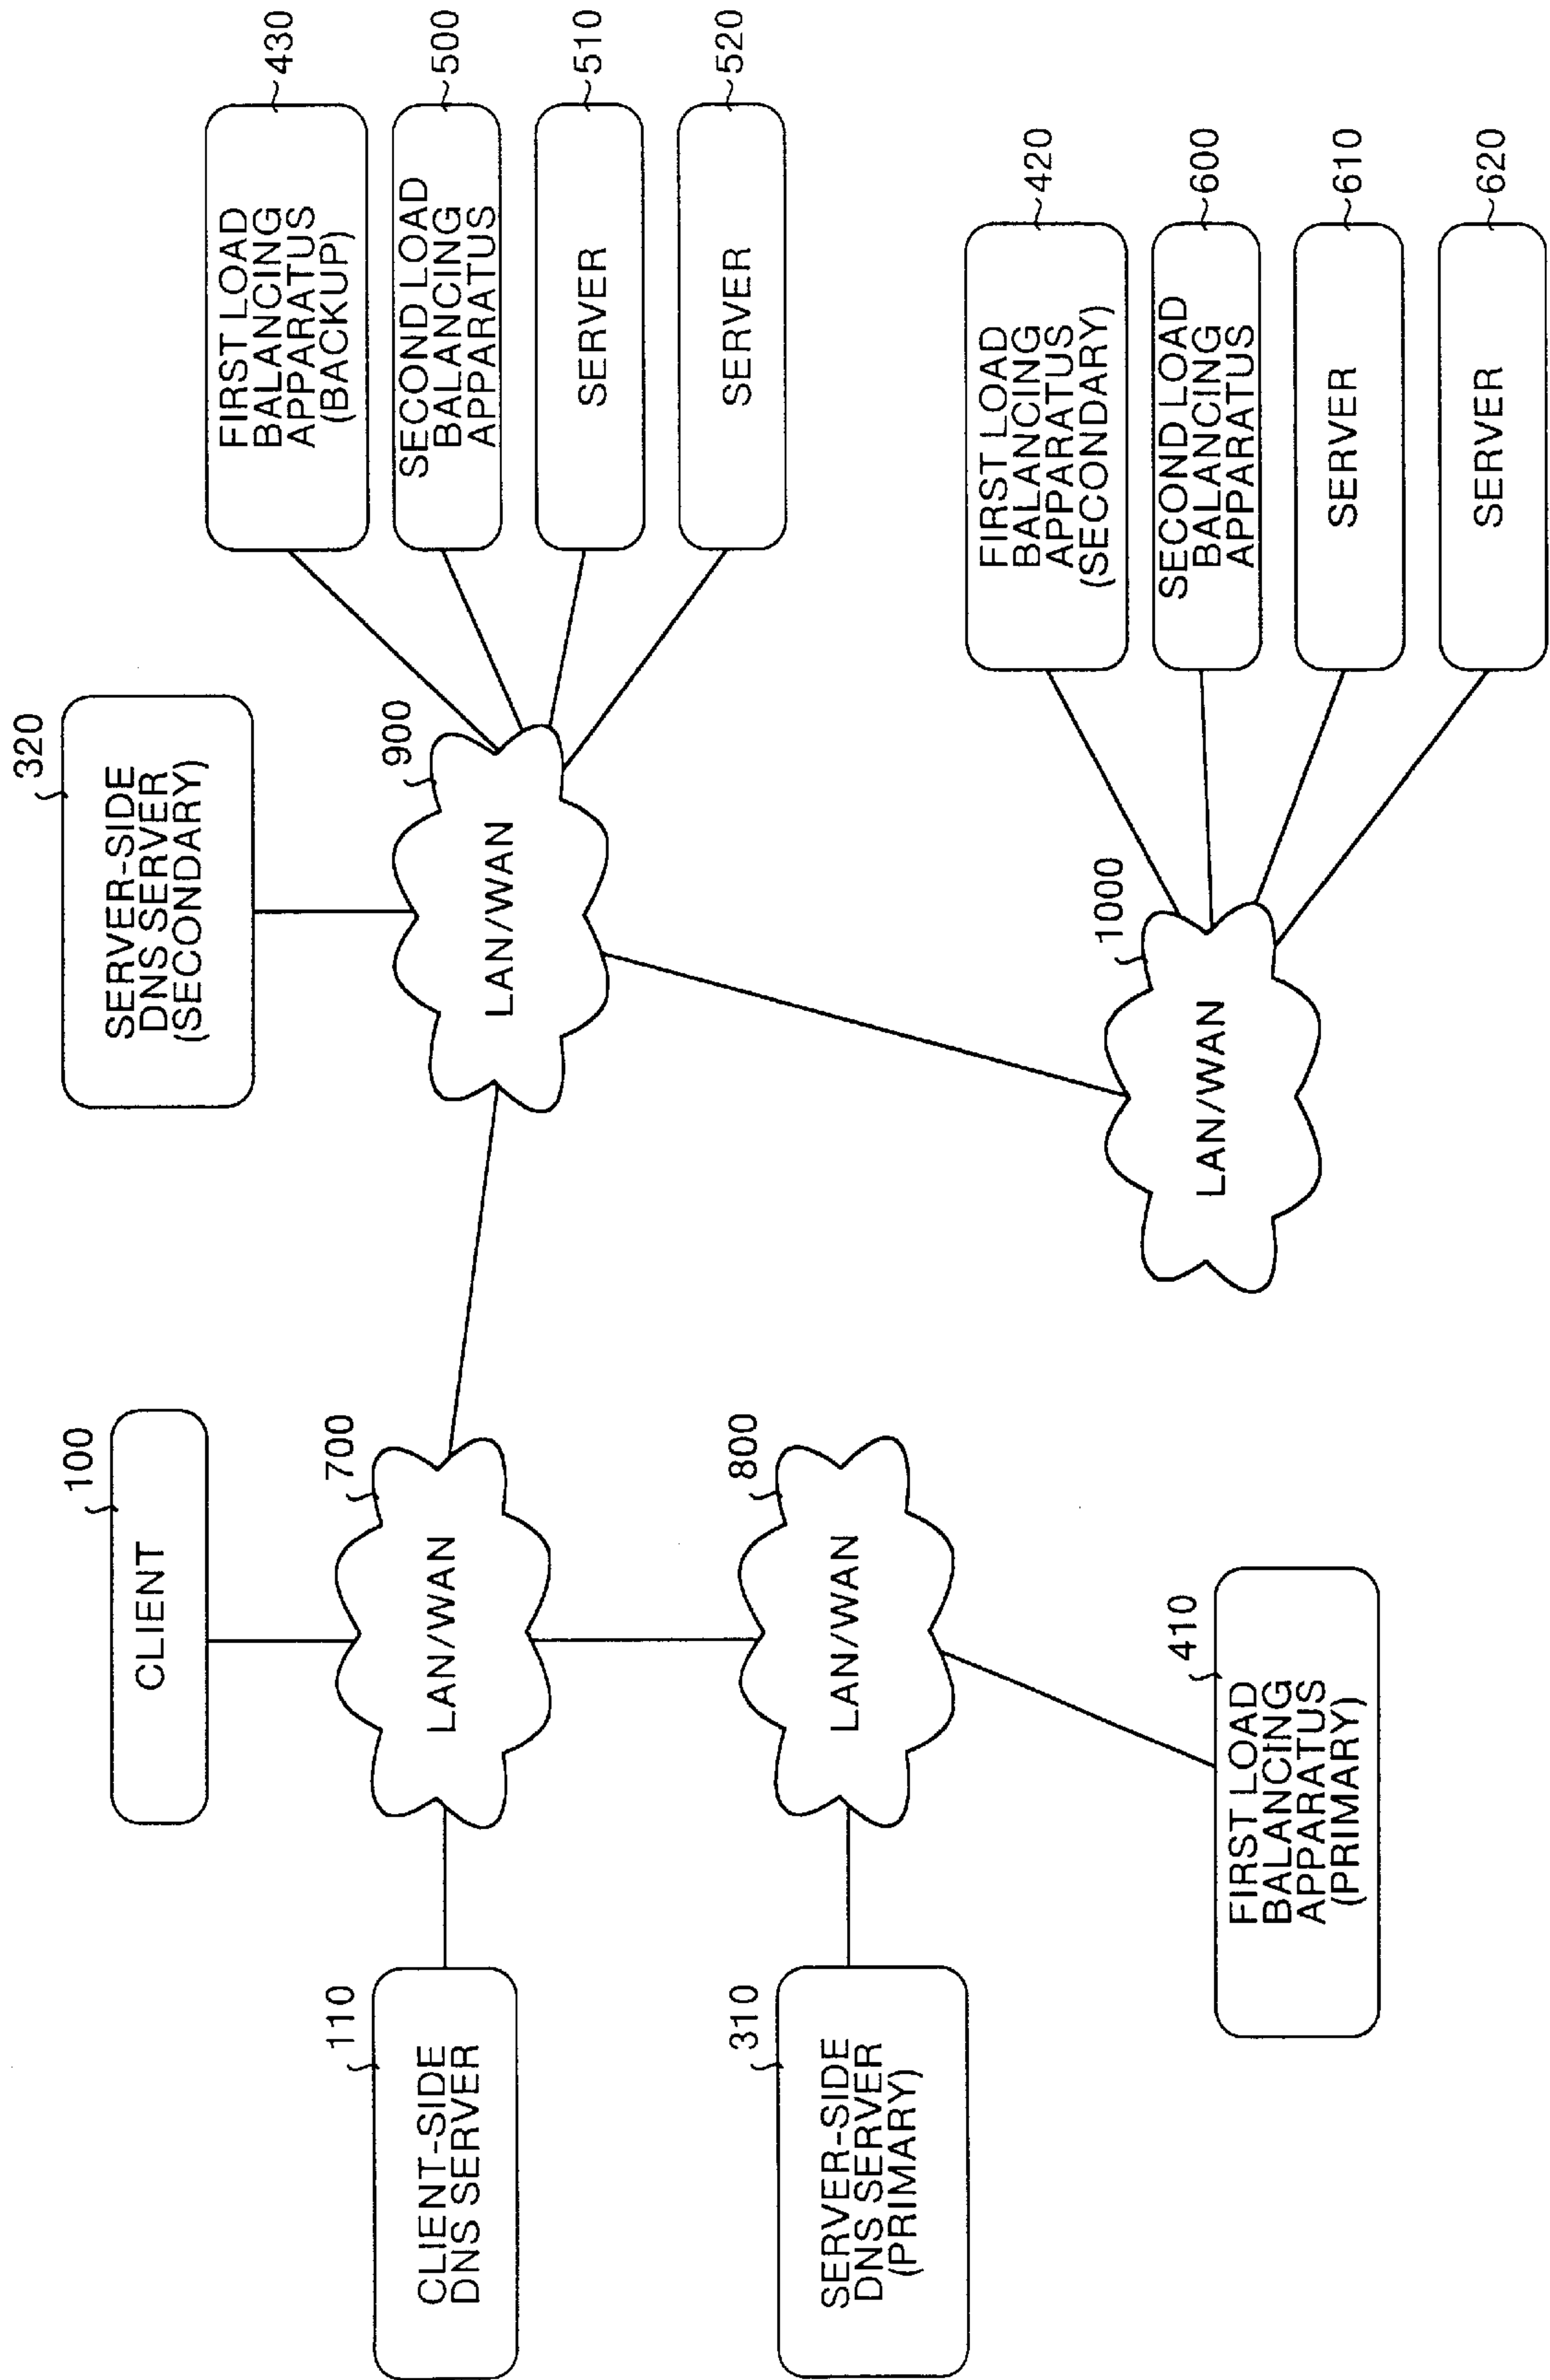 100
CLIENT
110
CLIENT-SIDE
DNS SERVER
700
LAN/WAN
310
SERVER-SIDE
DNS SERVER
(PRIMARY)
800
LAN/WAN
410
FIRST LOAD
BALANCING
APPARATUS
(PRIMARY)
320
SERVER-SIDE
DNS SERVER
(SECONDARY)
900
LAN/WAN
430
FIRST LOAD
BALANCING
APPARATUS
(BACKUP)
500
SECOND LOAD
BALANCING
APPARATUS
510
SERVER
520
SERVER
1000
LAN/WAN
420
FIRST LOAD
BALANCING
APPARATUS
(SECONDARY)
600
SECOND LOAD
BALANCING
APPARATUS
610
SERVER
620
SERVER